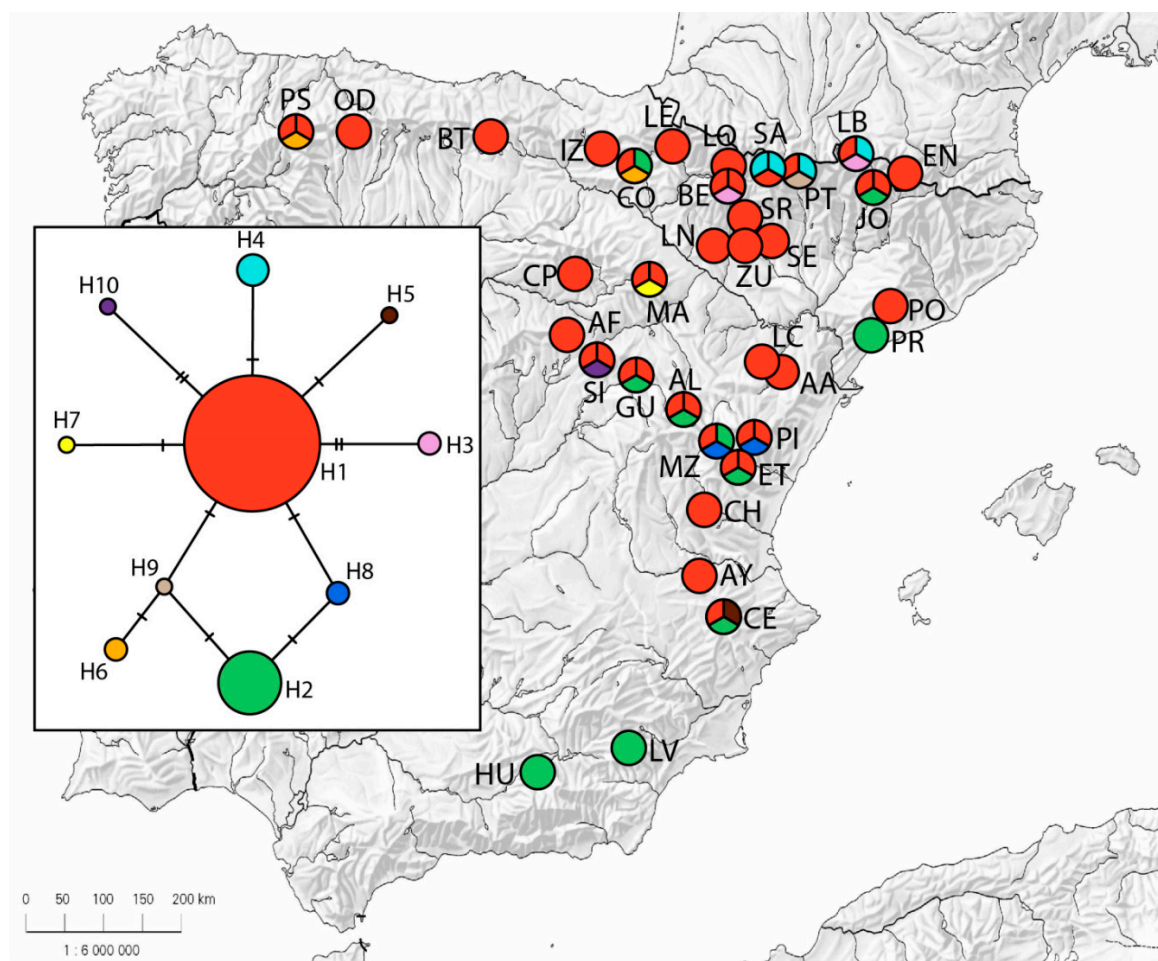 PS
OD
BT
IZ
LE
CO
LQ
SA
LB
EN
BE
PT
JO
SR
LN
ZU
SE
CP
MA
AF
SI
GU
AL
LC
AA
PO
PR
MZ
PI
ET
CH
AY
CE
LV
HU
H4
H10
H5
H7
H1
H3
H9
H8
H6
H2
0 50 100 150 200 km
1 : 6 000 000